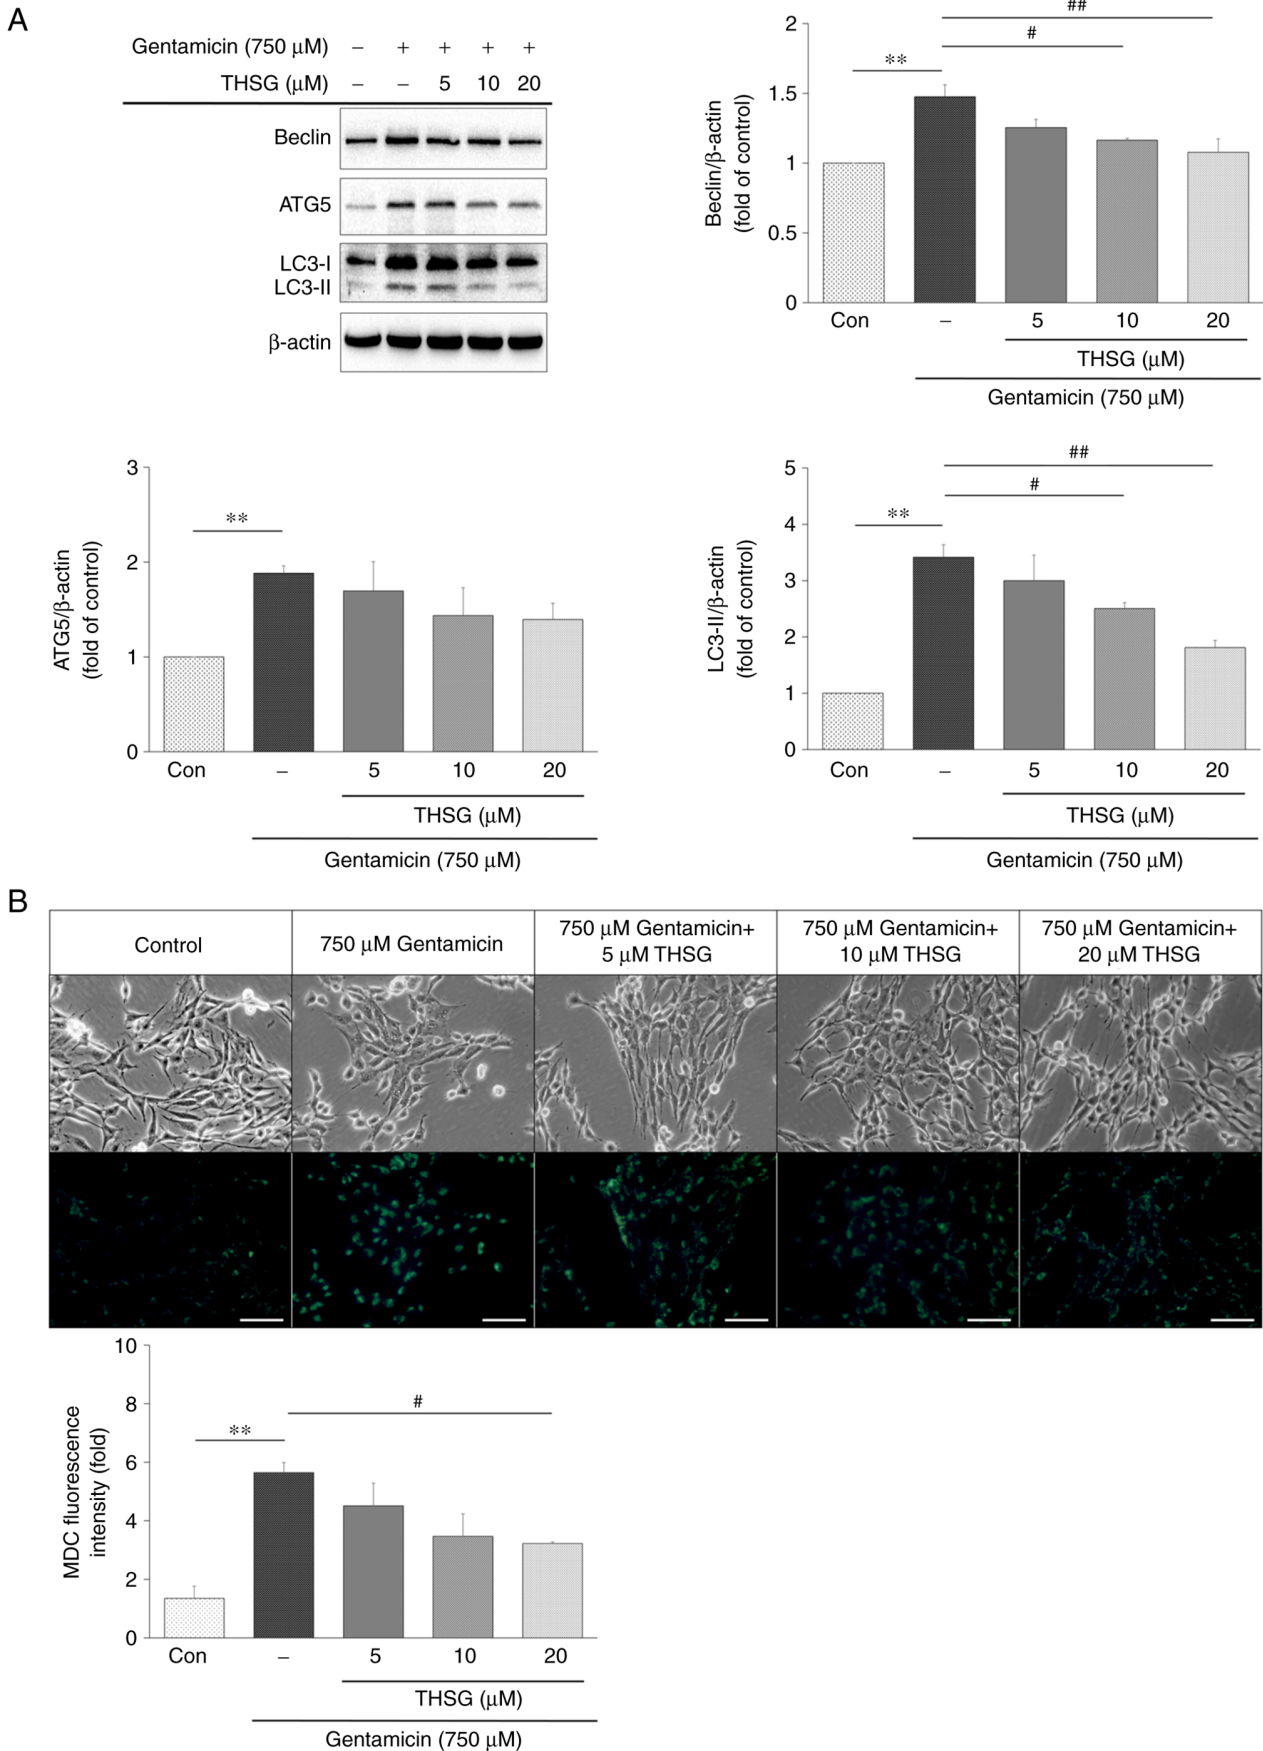 A
Gentamicin (750 μM) – + + + +
THSG (μM) – – 5 10 20
Beclin
ATG5
LC3-I
LC3-II
β-actin
Beclin/β-actin
(fold of control)
2
1.5
1
0.5
0
##
#
**
Con – 5 10 20
THSG (μM)
Gentamicin (750 μM)
ATG5/β-actin
(fold of control)
3
2
1
0
**
Con – 5 10 20
THSG (μM)
Gentamicin (750 μM)
LC3-II/β-actin
(fold of control)
5
4
3
2
1
0
##
#
**
Con – 5 10 20
THSG (μM)
Gentamicin (750 μM)
B
Control
750 μM Gentamicin
750 μM Gentamicin+
5 μM THSG
750 μM Gentamicin+
10 μM THSG
750 μM Gentamicin+
20 μM THSG
MDC fluorescence
intensity (fold)
10
8
6
4
2
0
#
**
Con – 5 10 20
THSG (μM)
Gentamicin (750 μM)